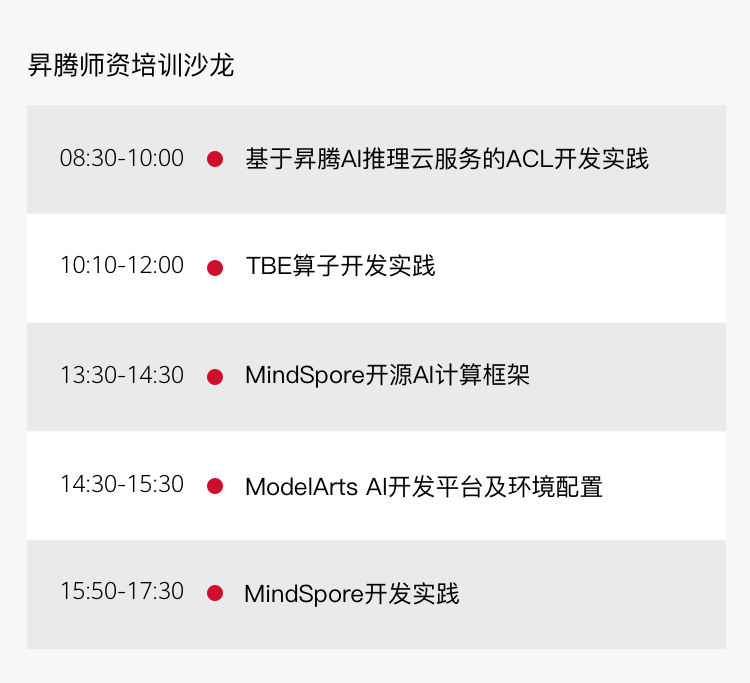 昇腾师资培训沙龙
08:30-10:00 基于昇腾AI推理云服务的ACL开发实践
10:10-12:00 TBE算子开发实践
13:30-14:30 MindSpore开源AI计算框架
14:30-15:30 ModelArts AI开发平台及环境配置
15:50-17:30 MindSpore开发实践